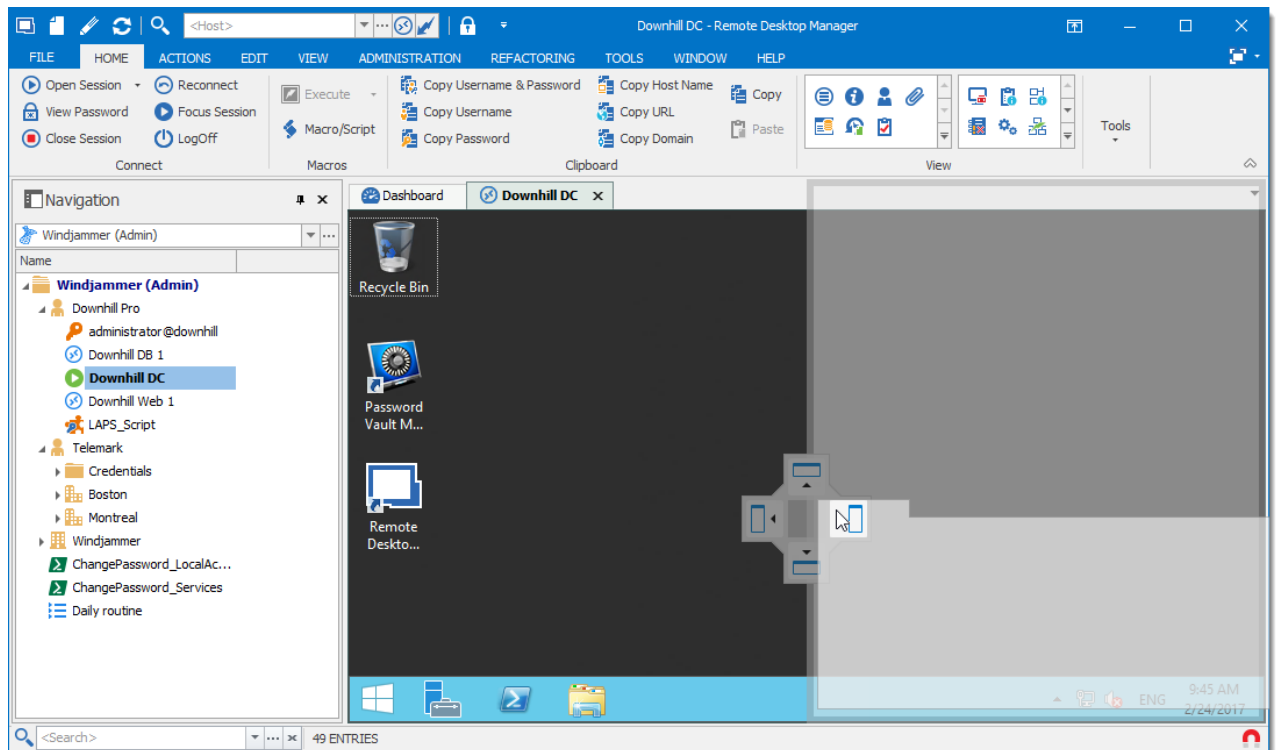 <Host>
Downhill DC - Remote Desktop Manager
FILE HOME ACTIONS EDIT VIEW ADMINISTRATION REFACTORING TOOLS WINDOW HELP
Open Session Reconnect Execute Copy Username & Password Copy Host Name Copy
View Password Focus Session Copy Username Copy URL
Macro/Script Paste Tools
Close Session LogOff Copy Password Copy Domain
Connect Macros Clipboard View
Navigation
Dashboard Downhill DC
Windjammer (Admin)
Name
Windjammer (Admin)
Downhill Pro
administrator@downhill
Downhill DB 1
Downhill DC
Downhill Web 1
LAPS_Script
Telemark
Credentials
Boston
Montreal
Windjammer
ChangePassword_LocalAc...
ChangePassword_Services
Daily routine
Recycle Bin
Password
Vault M...
Remote
Deskto...
ENG
9:45 AM
2/24/2017
<Search>
49 ENTRIES